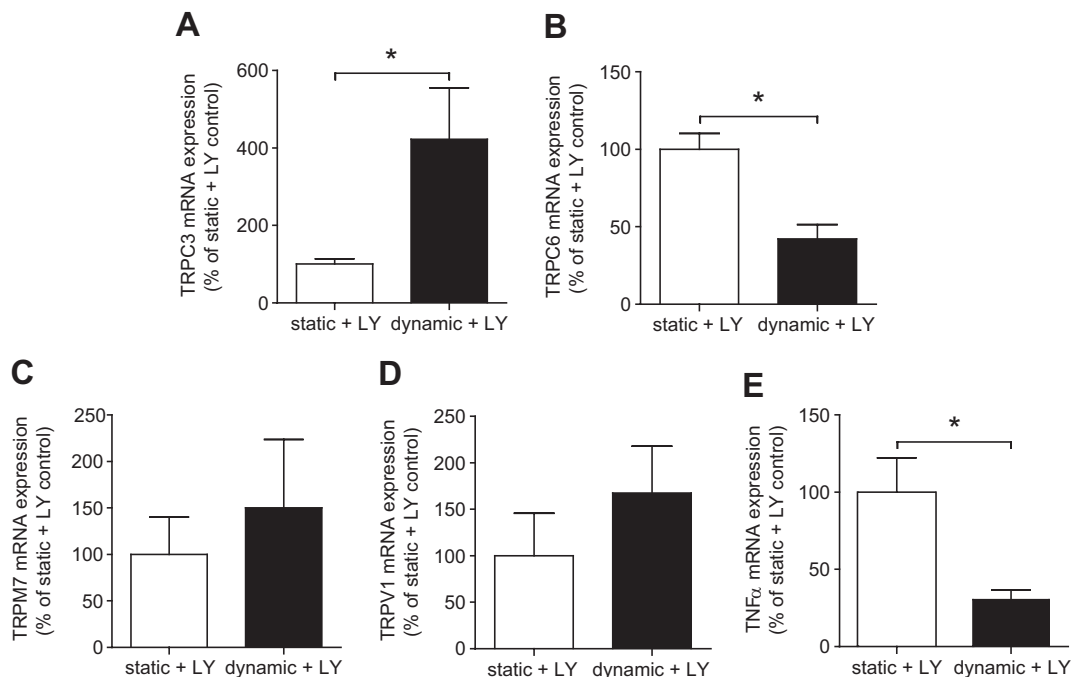 A
TRPC3 mRNA expression
(% of static + LY control)
600
400
200
0
*
static + LY
dynamic + LY
B
TRPC6 mRNA expression
(% of static + LY control)
150
100
50
0
*
static + LY
dynamic + LY
C
TRPM7 mRNA expression
(% of static + LY control)
250
200
150
100
50
0
static + LY
dynamic + LY
D
TRPV1 mRNA expression
(% of static + LY control)
250
200
150
100
50
0
static + LY
dynamic + LY
E
TNFα mRNA expression
(% of static + LY control)
150
100
50
0
*
static + LY
dynamic + LY